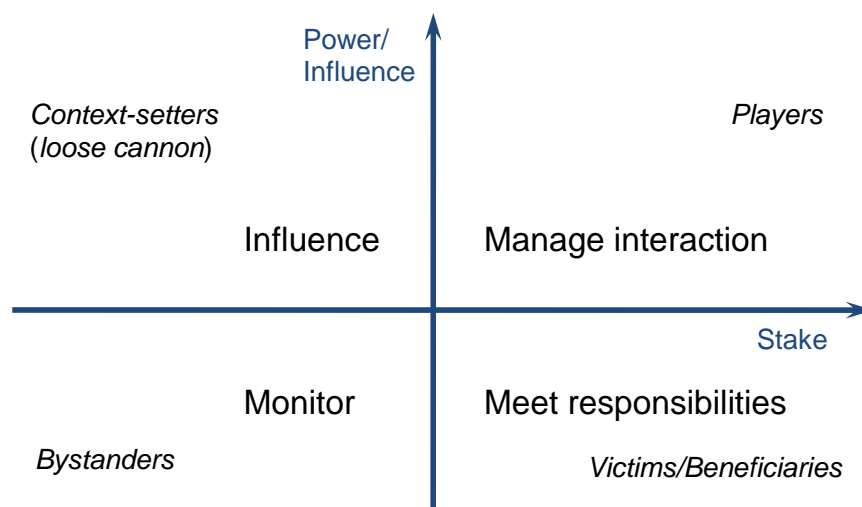 Power/
Influence
Context-setters
(loose cannon)
Players
Influence
Manage interaction
Stake
Monitor
Meet responsibilities
Bystanders
Victims/Beneficiaries